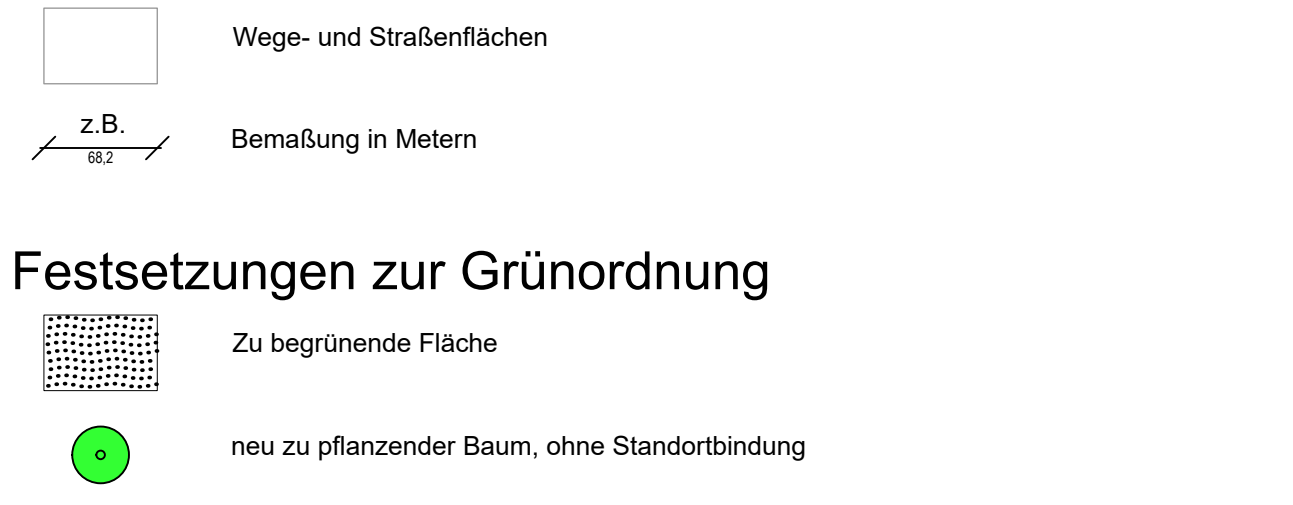 Wege- und Straßenflächen
z.B.
68,2
Bemaßung in Metern
Festsetzungen zur Grünordnung
Zu begrünende Fläche
neu zu pflanzender Baum, ohne Standortbindung